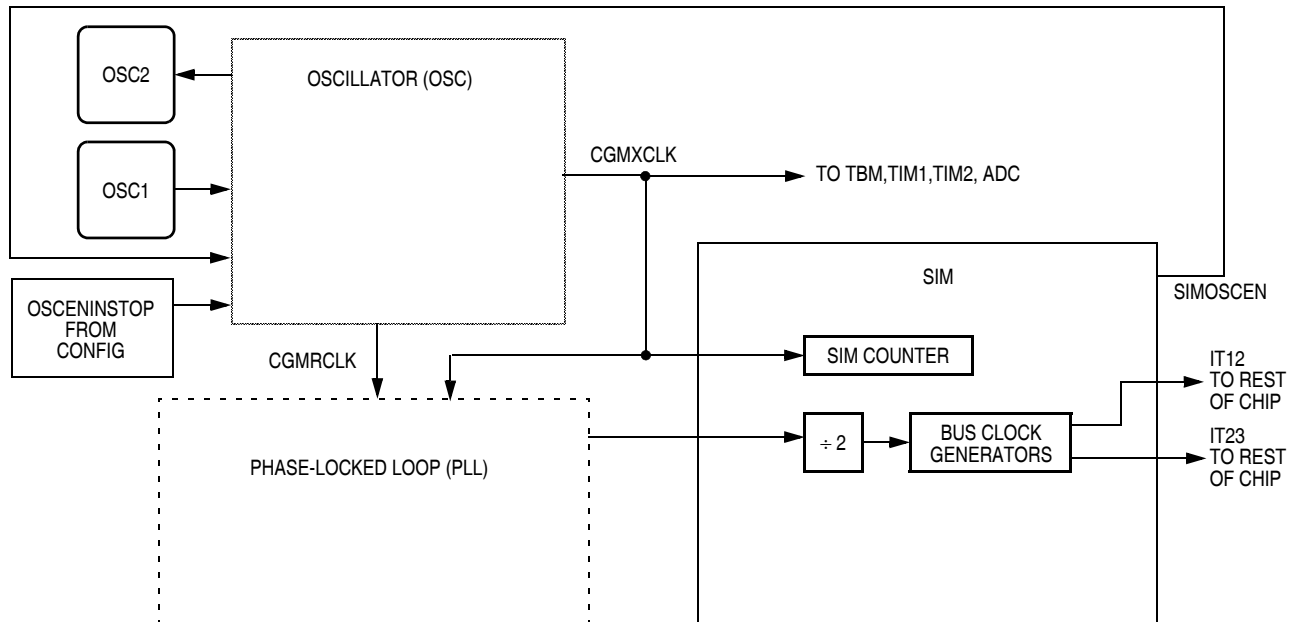 OSC2
OSCILLATOR (OSC)
CGMXCLK
TO TBM,TIM1,TIM2, ADC
OSC1
SIM
SIMOSCEN
OSCENINSTOP
FROM
CONFIG
CGMRCLK
SIM COUNTER
IT12
TO REST
OF CHIP
PHASE-LOCKED LOOP (PLL)
÷ 2
BUS CLOCK
GENERATORS
IT23
TO REST
OF CHIP